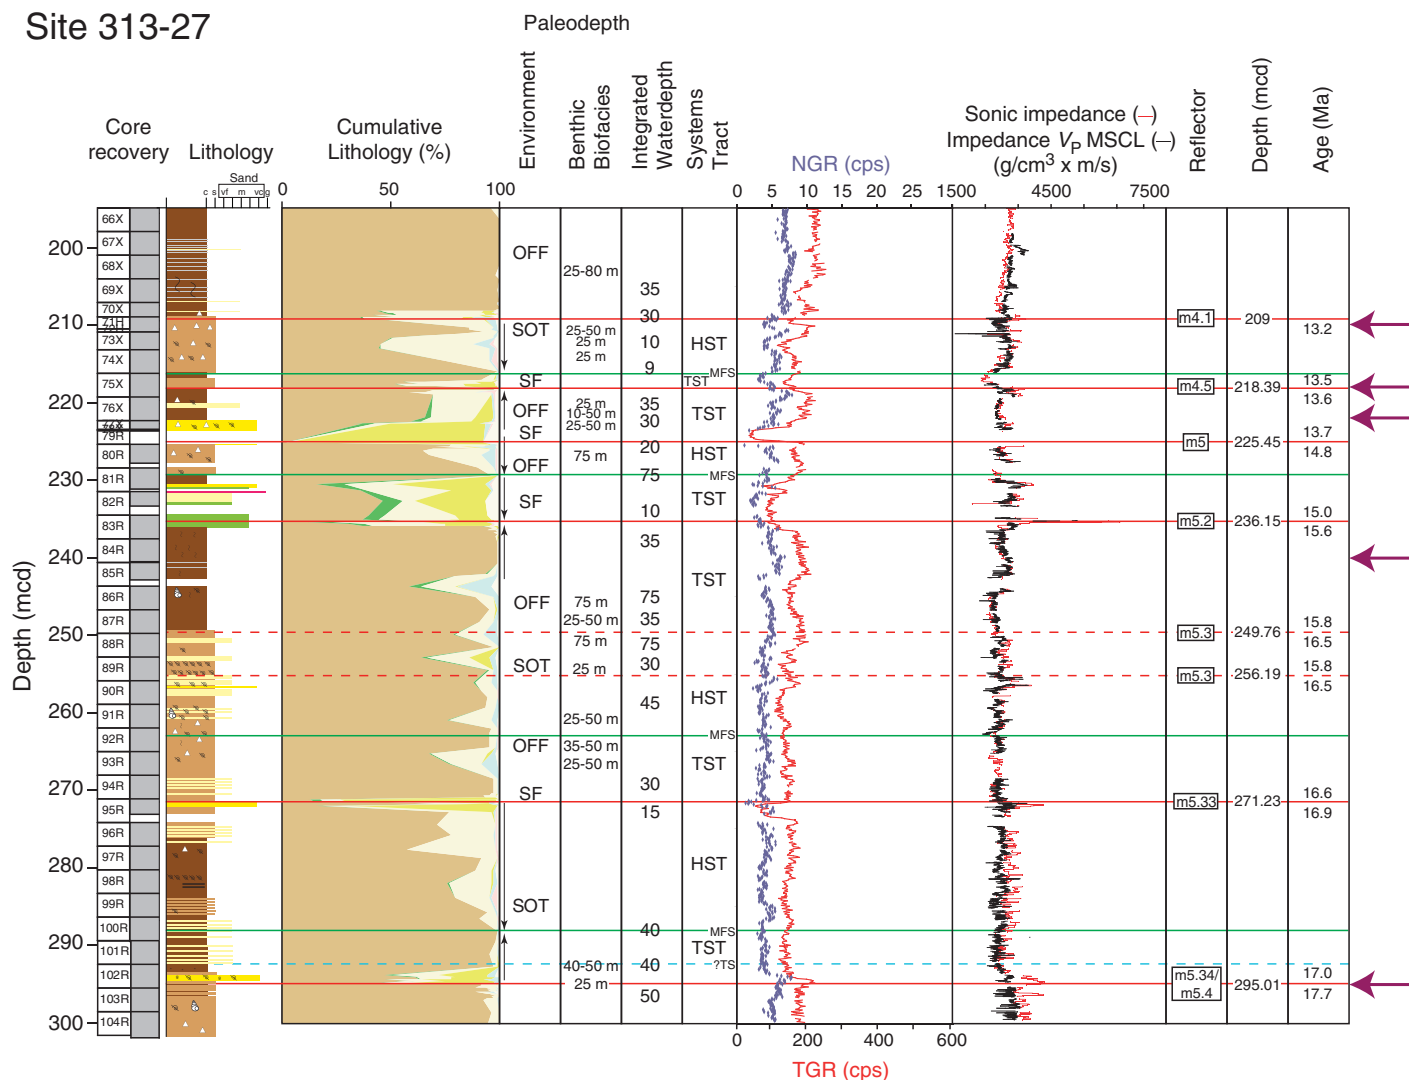 Site 313-27
Paleodepth
Core
recovery
Lithology
Sand
c s vf m vc g
Cumulative
Lithology (%)
0 50 100
Environment
Benthic
Biofacies
Integrated
Waterdepth
Systems
Tract
NGR (cps)
0 5 10 15 20 25
Sonic impedance (—)
Impedance VP MSCL (—)
(g/cm3 x m/s)
1500 4500 7500
Reflector
Depth (mcd)
Age (Ma)
Depth (mcd)
200
210
220
230
240
250
260
270
280
290
300
66X
67X
68X
69X
70X
71H
73X
74X
75X
76X
79R
80R
81R
82R
83R
84R
85R
86R
87R
88R
89R
90R
91R
92R
93R
94R
95R
96R
97R
98R
99R
100R
101R
102R
103R
104R
OFF
SOT
SF
OFF
SF
OFF
SF
OFF
SOT
OFF
SF
SOT
25-80 m
25-50 m
25 m
25 m
25 m
10-50 m
25-50 m
75 m
75 m
25-50 m
75 m
25 m
25-50 m
35-50 m
25-50 m
40-50 m
25 m
35
30
10
9
35
30
20
75
10
35
75
35
75
30
45
30
15
40
40
50
HST
MFS
TST
TST
HST
MFS
TST
TST
HST
MFS
TST
HST
MFS
TST
?TS
m4.1 209 13.2
m4.5 218.39 13.5
13.6
m5 225.45 13.7
14.8
m5.2 236.15 15.0
15.6
m5.3 249.76 15.8
16.5
m5.3 256.19 15.8
16.5
m5.33 271.23 16.6
16.9
m5.34/
m5.4 295.01 17.0
17.7
0 200 400 600
TGR (cps)